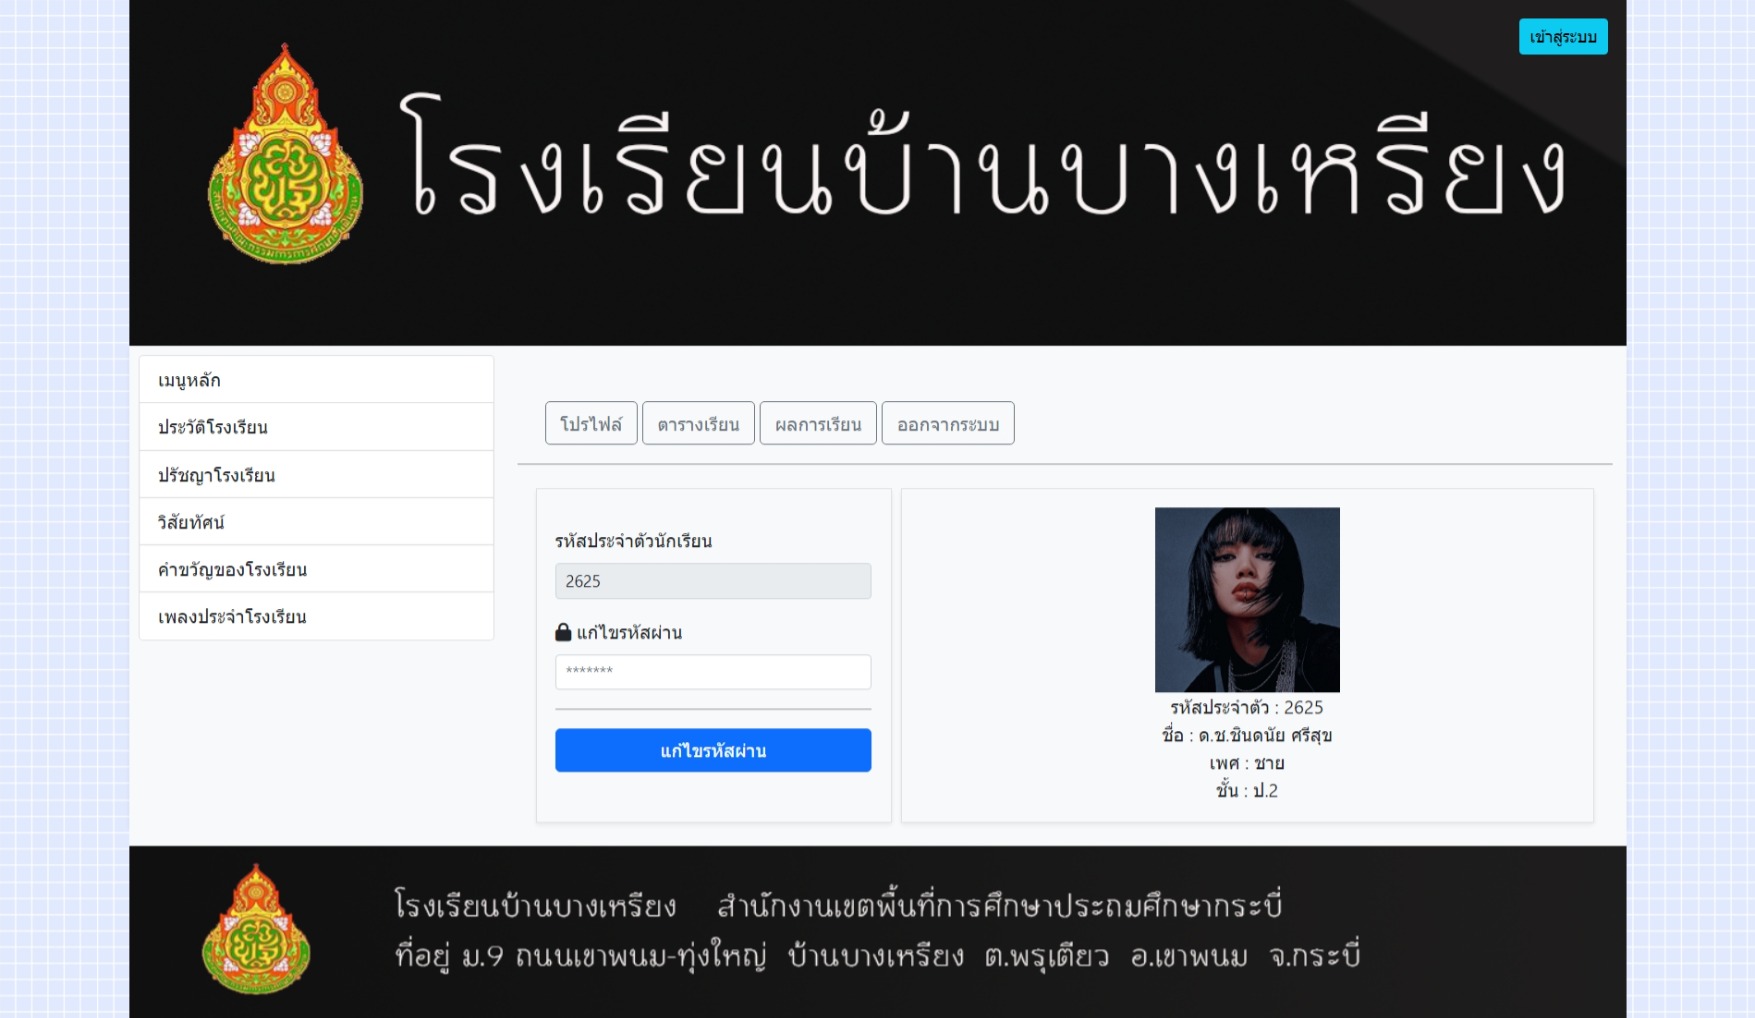 เข้าสู่ระบบ
โรงเรียนบ้านบางเหรียง
เมนูหลัก
ประวัติโรงเรียน
ปรัชญาโรงเรียน
วิสัยทัศน์
คำขวัญของโรงเรียน
เพลงประจำโรงเรียน
โปรไฟล์ ตารางเรียน ผลการเรียน ออกจากระบบ
รหัสประจำตัวนักเรียน
2625
แก้ไขรหัสผ่าน
*******
แก้ไขรหัสผ่าน
รหัสประจำตัว : 2625
ชื่อ : ด.ช.ชินดนัย ศรีสุข
เพศ : ชาย
ชั้น : ป.2
โรงเรียนบ้านบางเหรียง สำนักงานเขตพื้นที่การศึกษาประถมศึกษากระบี่
ที่อยู่ ม.9 ถนนเขาพนม-ทุ่งใหญ่ บ้านบางเหรียง ต.พรุเตียว อ.เขาพนม จ.กระบี่